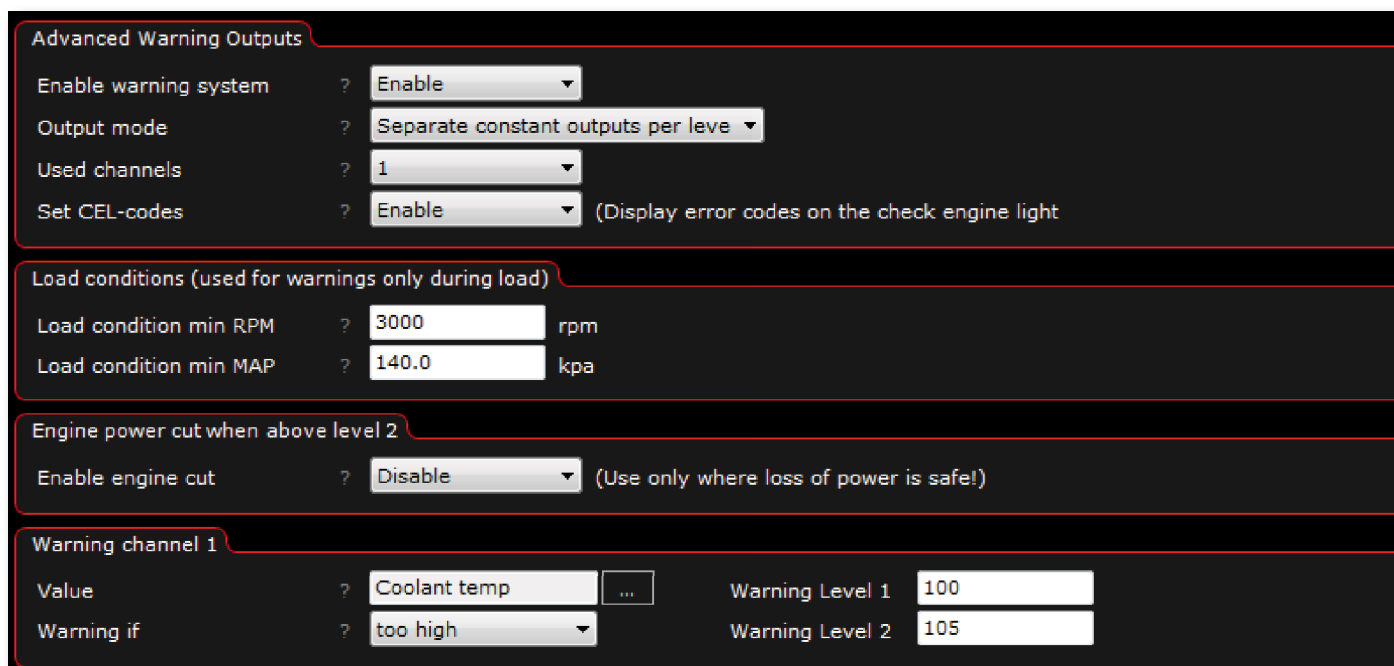 Advanced Warning Outputs
Enable warning system ? Enable
Output mode ? Separate constant outputs per leve
Used channels ? 1
Set CEL-codes ? Enable (Display error codes on the check engine light
Load conditions (used for warnings only during load)
Load condition min RPM ? 3000 rpm
Load condition min MAP ? 140.0 kpa
Engine power cut when above level 2
Enable engine cut ? Disable (Use only where loss of power is safe!)
Warning channel 1
Value ? Coolant temp ... Warning Level 1 100
Warning if ? too high Warning Level 2 105